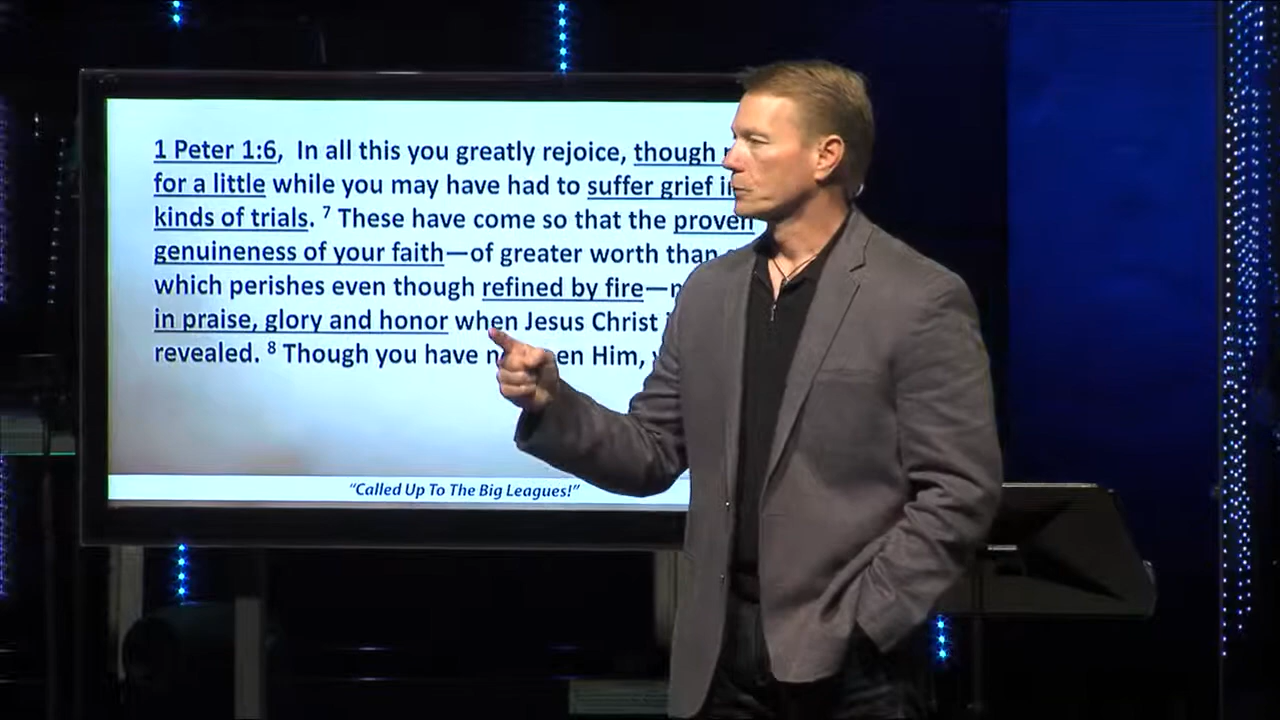 1 Peter 1:6, In all this you greatly rejoice, though
for a little while you may have had to suffer grief
kinds of trials. 7 These have come so that the proven
genuineness of your faith—of greater worth than
which perishes even though refined by fire—
in praise, glory and honor when Jesus Christ
revealed. 8 Though you have Him,
"Called Up To The Big Leagues!"